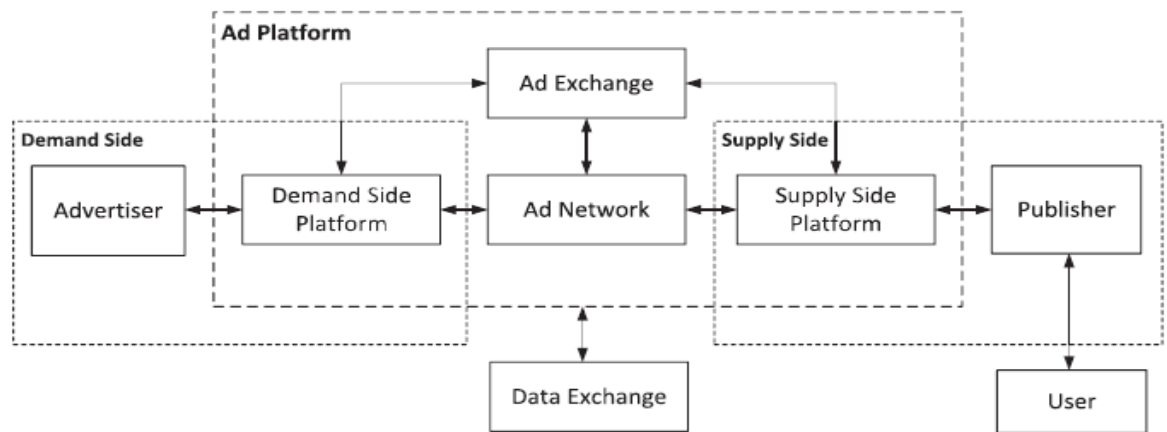 Ad Platform
Ad Exchange
Demand Side
Supply Side
Advertiser
Demand Side
Platform
Ad Network
Supply Side
Platform
Publisher
Data Exchange
User